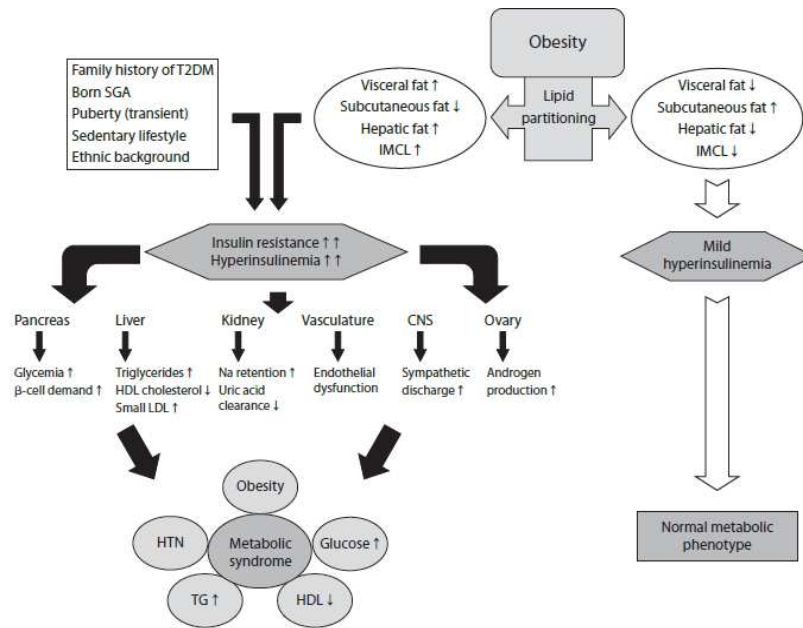 Obesity
Lipid
partitioning
Family history of T2DM
Born SGA
Puberty (transient)
Sedentary lifestyle
Ethnic background
Visceral fat ↑
Subcutaneous fat ↓
Hepatic fat ↑
IMCL ↑
Visceral fat ↓
Subcutaneous fat ↑
Hepatic fat ↓
IMCL ↓
Insulin resistance ↑ ↑
Hyperinsulinemia ↑ ↑
Mild
hyperinsulinemia
Pancreas
Glycemia ↑
β-cell demand ↑
Liver
Triglycerides ↑
HDL cholesterol ↓
Small LDL ↑
Kidney
Na retention ↑
Uric acid
clearance ↓
Vasculature
Endothelial
dysfunction
CNS
Sympathetic
discharge ↑
Ovary
Androgen
production ↑
Obesity
HTN
Metabolic
syndrome
Glucose ↑
TG ↑
HDL ↓
Normal metabolic
phenotype